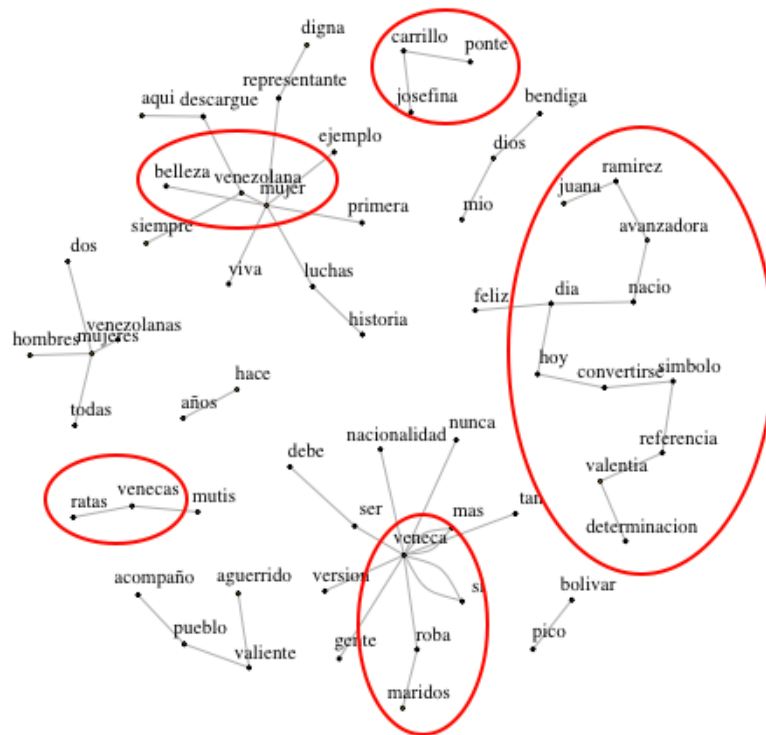 digna
carrillo
ponte
representante
aqui
descargue
josefina
bendiga
ejemplo
dios
belleza
venezolana
mujer
ramirez
juana
primera
mio
siempre
avanzadora
dos
viva
luchas
feliz
dia
nacio
historia
venezolanas
hombres
mujeres
hoy
convertirse
simbolo
hace
años
todas
nacionalidad
nunca
referencia
debe
valentia
venecas
ratas
mutis
ser
mas
tan
veneca
determinacion
acompaño
aguerrido
version
si
bolivar
pueblo
gente
roba
pico
valiente
maridos